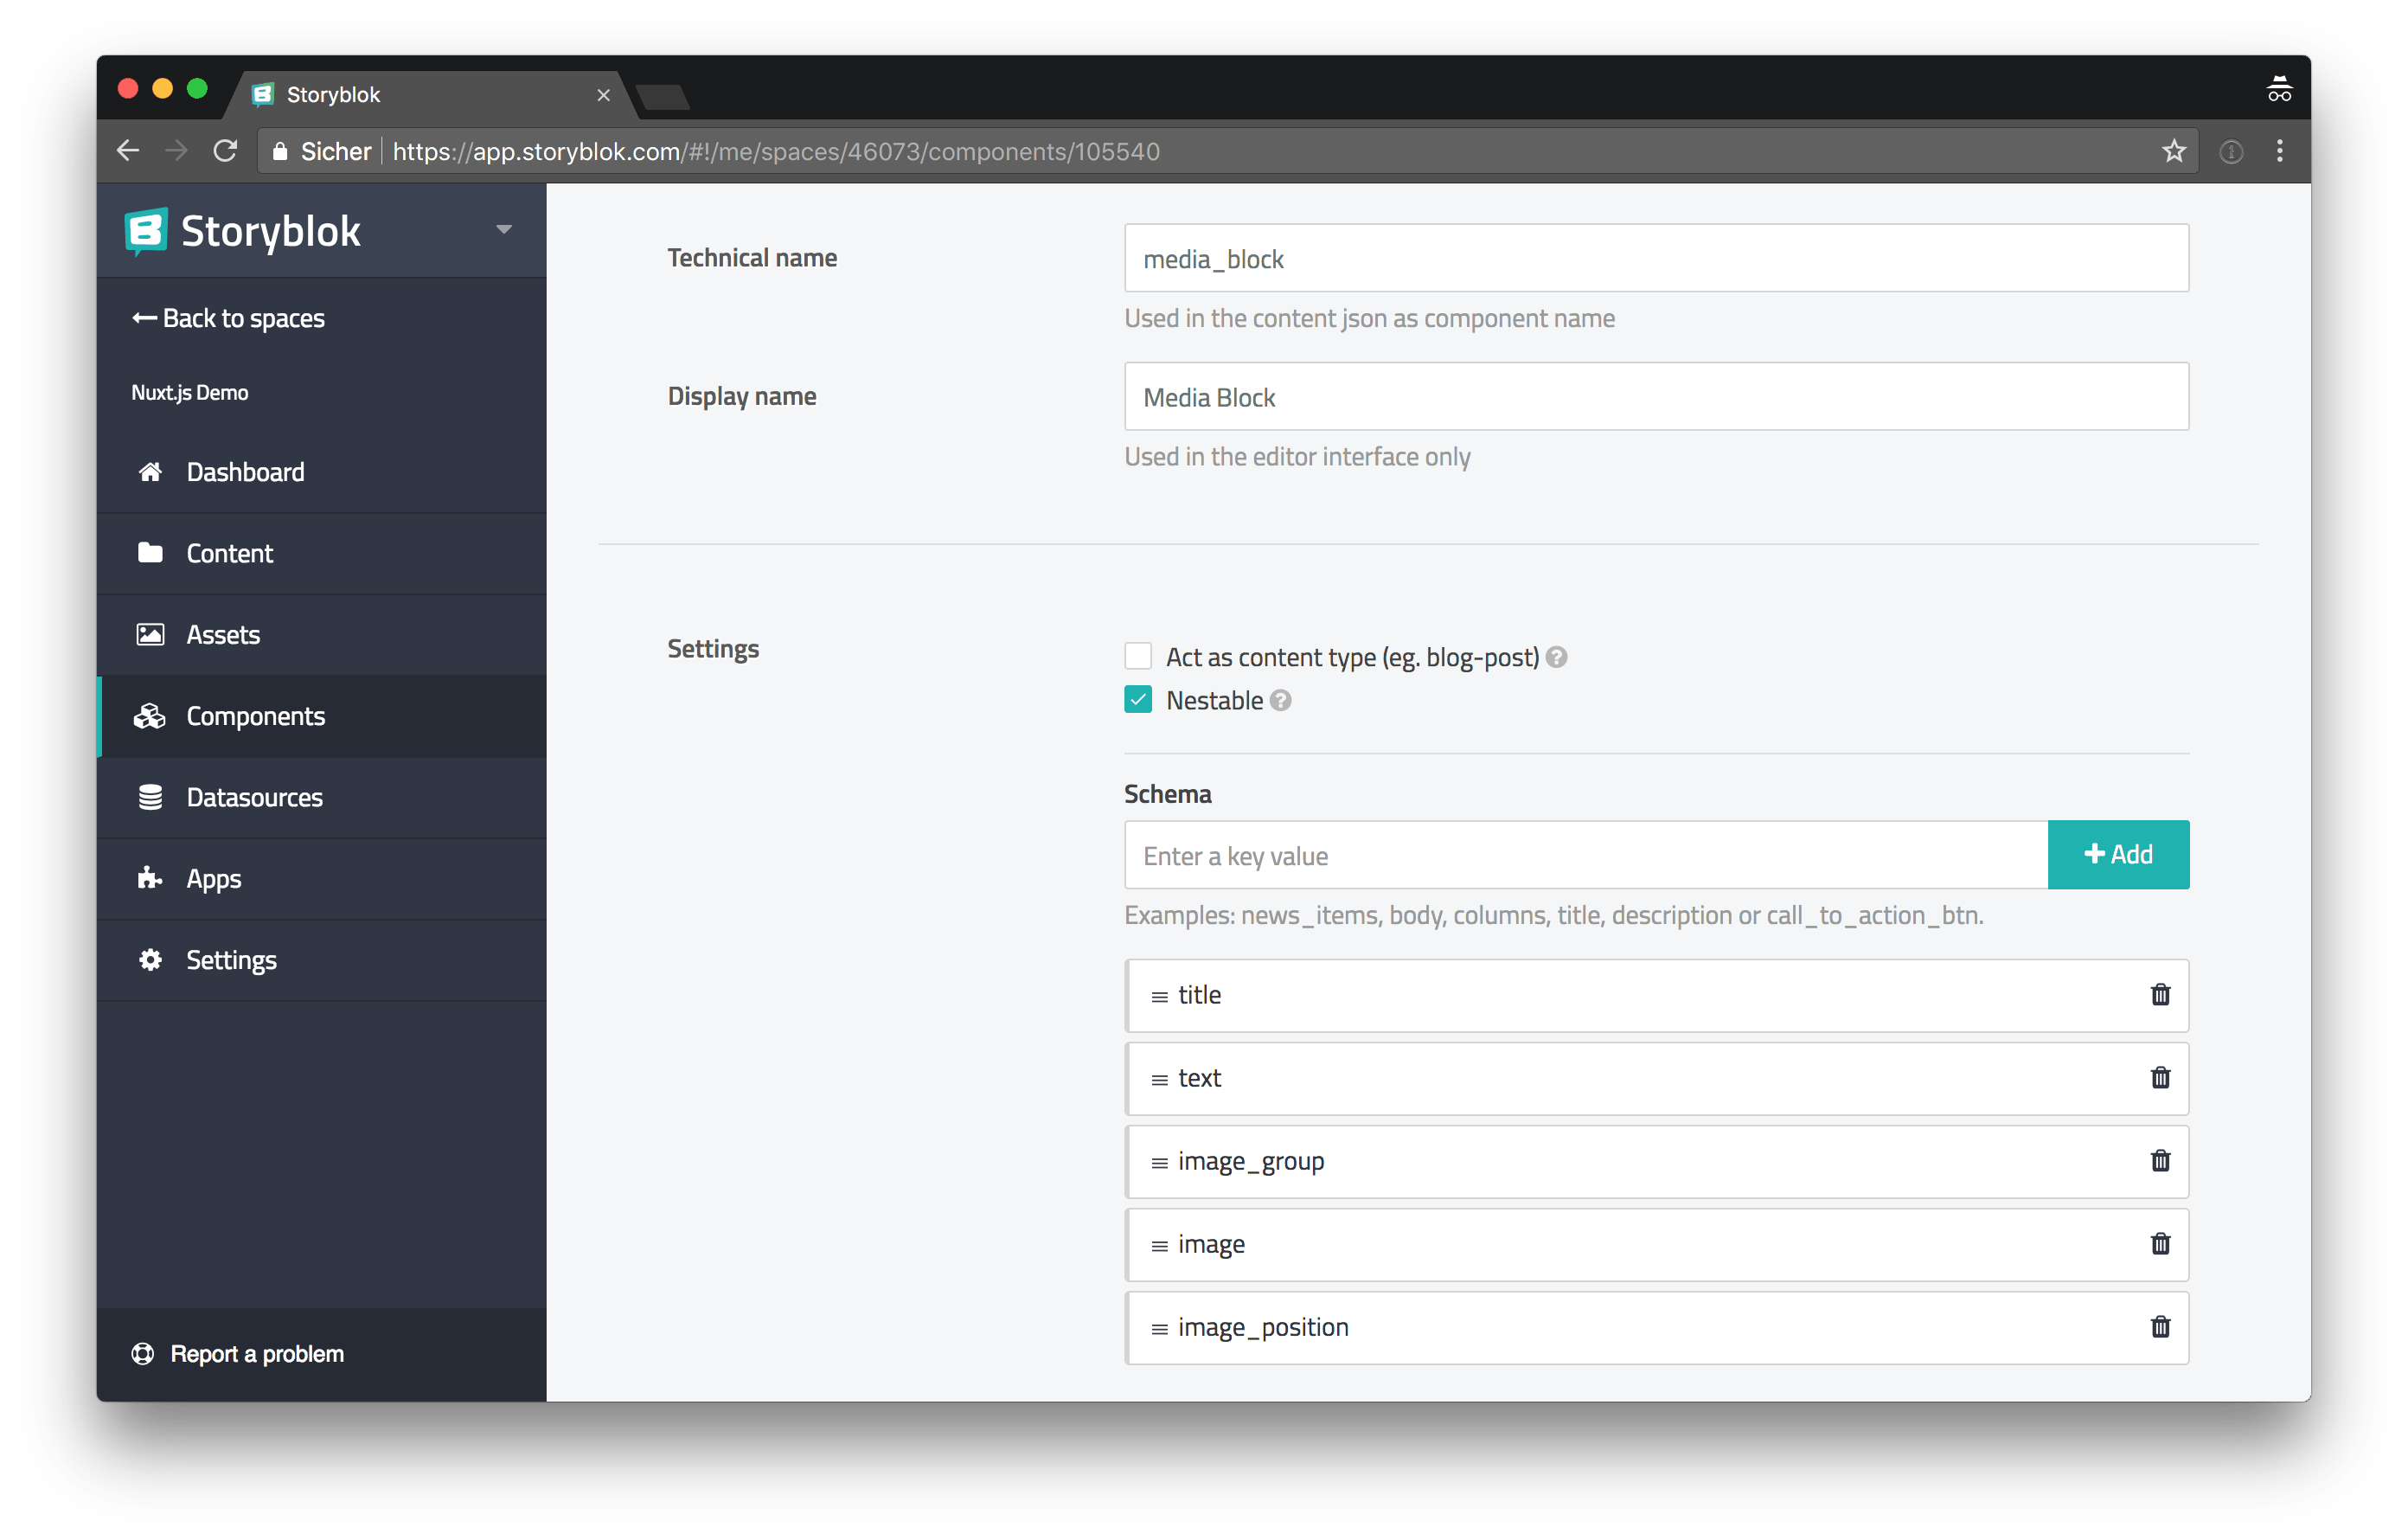 Storyblok
Sicher https://app.storyblok.com/#!/me/spaces/46073/components/105540
Storyblok
Back to spaces
Nuxt.js Demo
Dashboard
Content
Assets
Components
Datasources
Apps
Settings
Report a problem
Technical name
media_block
Used in the content json as component name
Display name
Media Block
Used in the editor interface only
Settings
Act as content type (eg. blog-post) ?
Nestable ?
Schema
Enter a key value
+ Add
Examples: news_items, body, columns, title, description or call_to_action_btn.
title
text
image_group
image
image_position